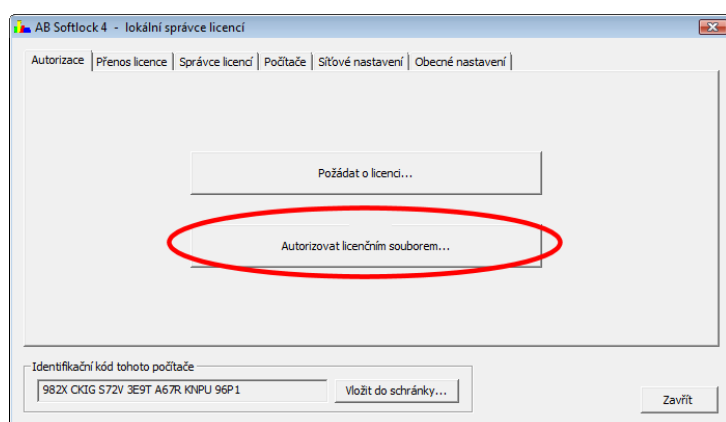 AB Softlock 4 - lokální správce licencí
Autorizace Přenos licence Správce licencí Počítače Síťové nastavení Obecné nastavení
Požádat o licenci...
Autorizovat licenčním souborem...
Identifikační kód tohoto počítače
982X CKIG S72V 3E9T A67R KNPU 96P1 Vložit do schránky...
Zavřít